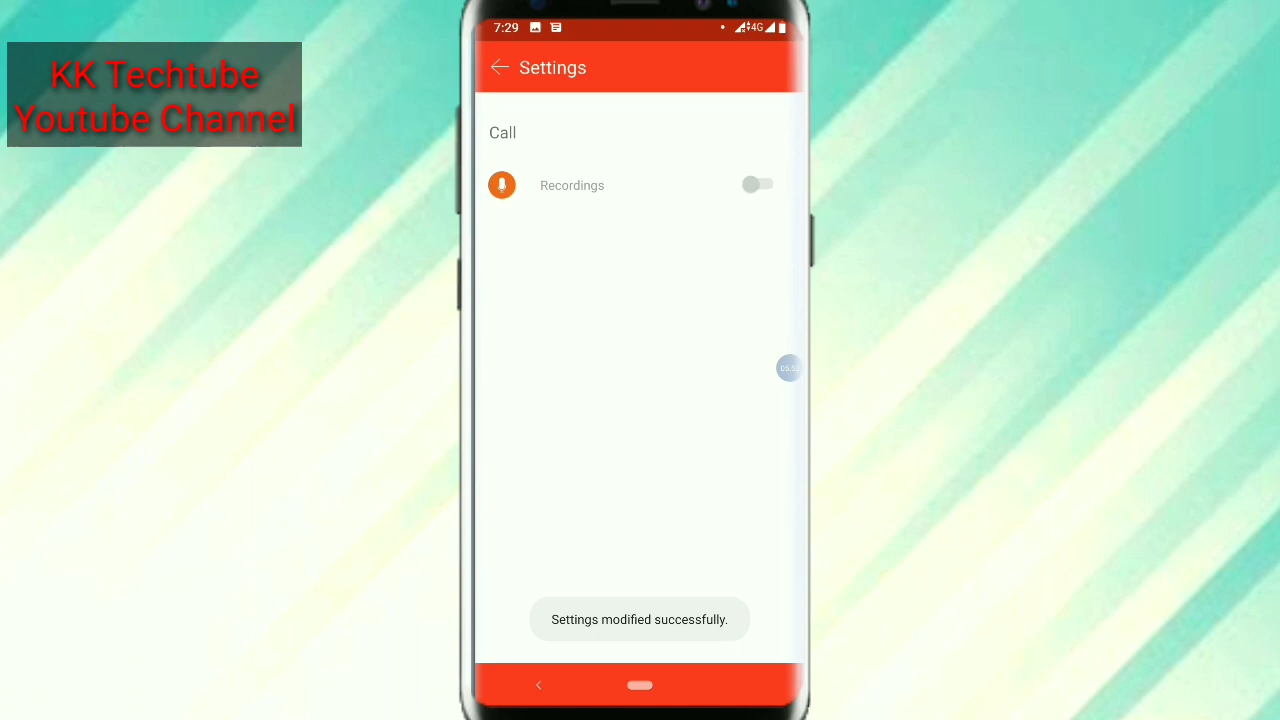 KK Techtube
Youtube Channel
7:29
4G
Settings
Call
Recordings
Settings modified successfully.